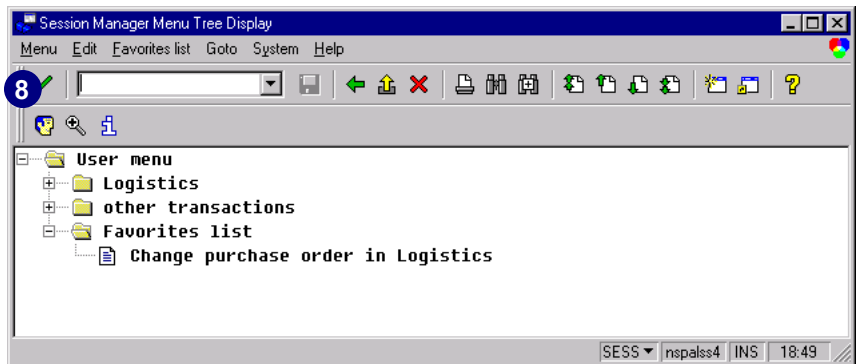 Session Manager Menu Tree Display
Menu Edit Favorites list Goto System Help
8
User menu
Logistics
other transactions
Favorites list
Change purchase order in Logistics
SESS nspalss4 INS 18:49